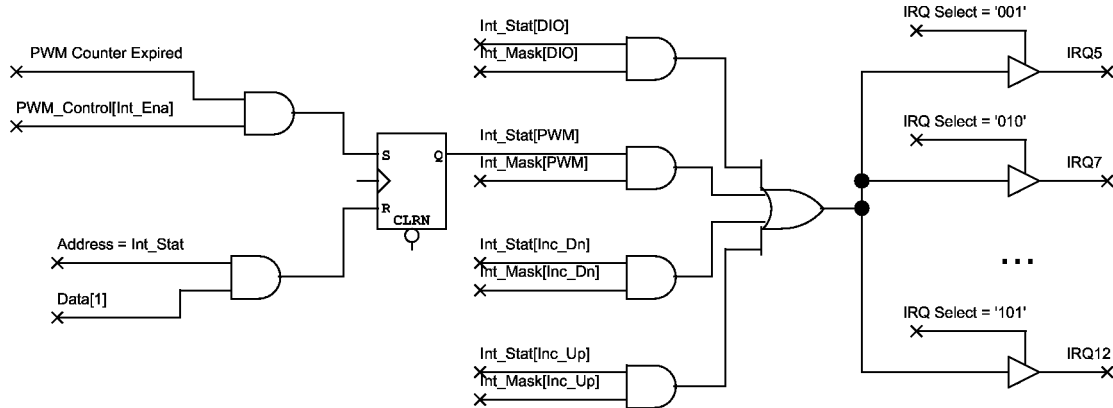 PWM Counter Expired
PWM_Control[Int_Ena]
S
Q
R
CLRN
Address = Int_Stat
Data[1]
Int_Stat[DIO]
Int_Mask[DIO]
Int_Stat[PWM]
Int_Mask[PWM]
Int_Stat[Inc_Dn]
Int_Mask[Inc_Dn]
Int_Stat[Inc_Up]
Int_Mask[Inc_Up]
IRQ Select = '001'
IRQ5
IRQ Select = '010'
IRQ7
...
IRQ Select = '101'
IRQ12